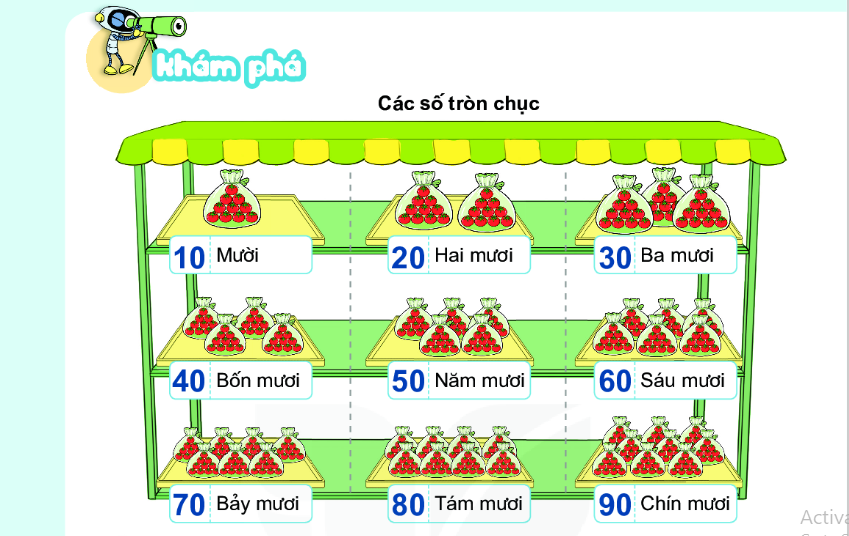 khám phá
Các số tròn chục
10 Mười
20 Hai mươi
30 Ba mươi
40 Bốn mươi
50 Năm mươi
60 Sáu mươi
70 Bảy mươi
80 Tám mươi
90 Chín mươi